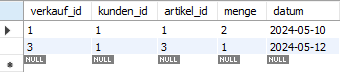 verkauf_id kunden_id artikel_id menge datum
1 1 1 2 2024-05-10
3 1 3 1 2024-05-12
NULL NULL NULL NULL NULL